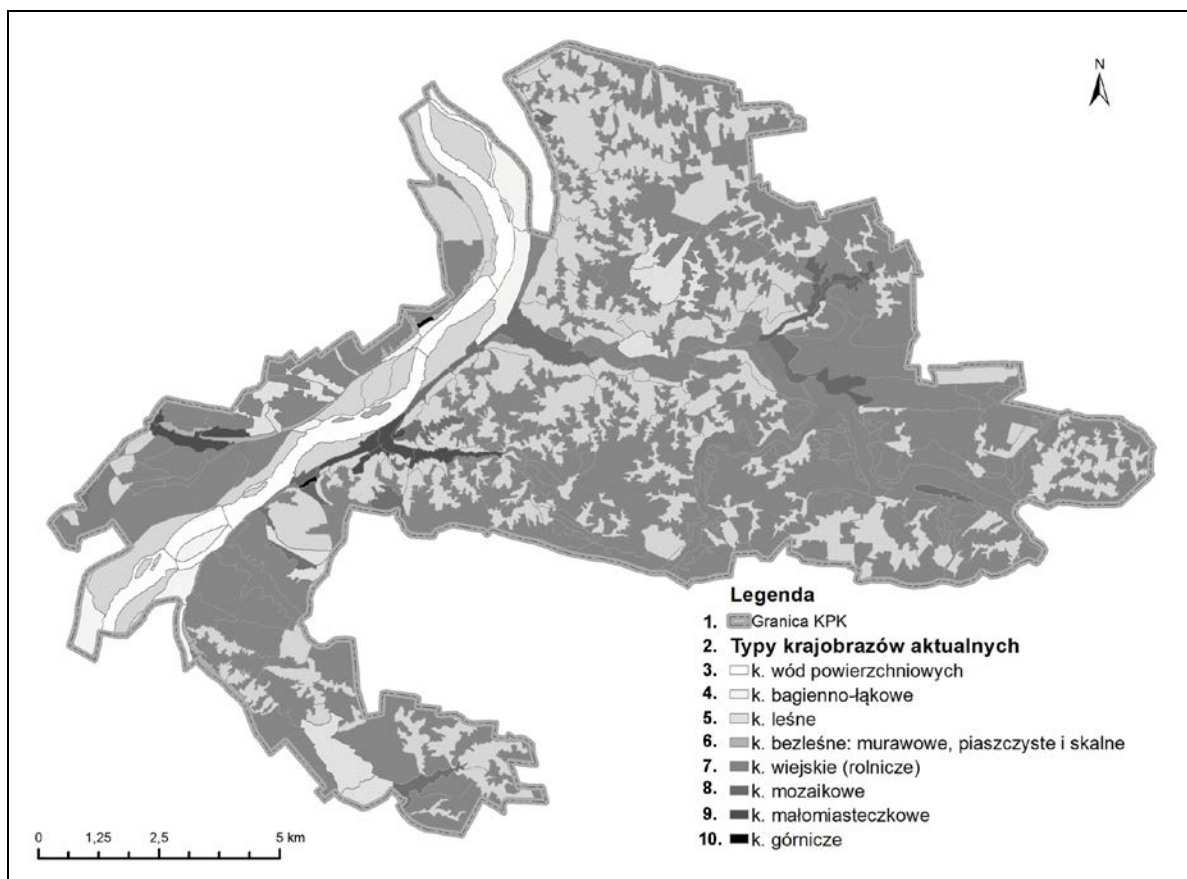 N
Legenda
1. Granica KPK
2. Typy krajobrazów aktualnych
3. k. wód powierzchniowych
4. k. bagienno-łąkowe
5. k. leśne
6. k. bezleśne: murawowe, piaszczyste i skalne
7. k. wiejskie (rolnicze)
8. k. mozaikowe
9. k. małomiasteczkowe
10. k. górnicze
0 1,25 2,5 5 km